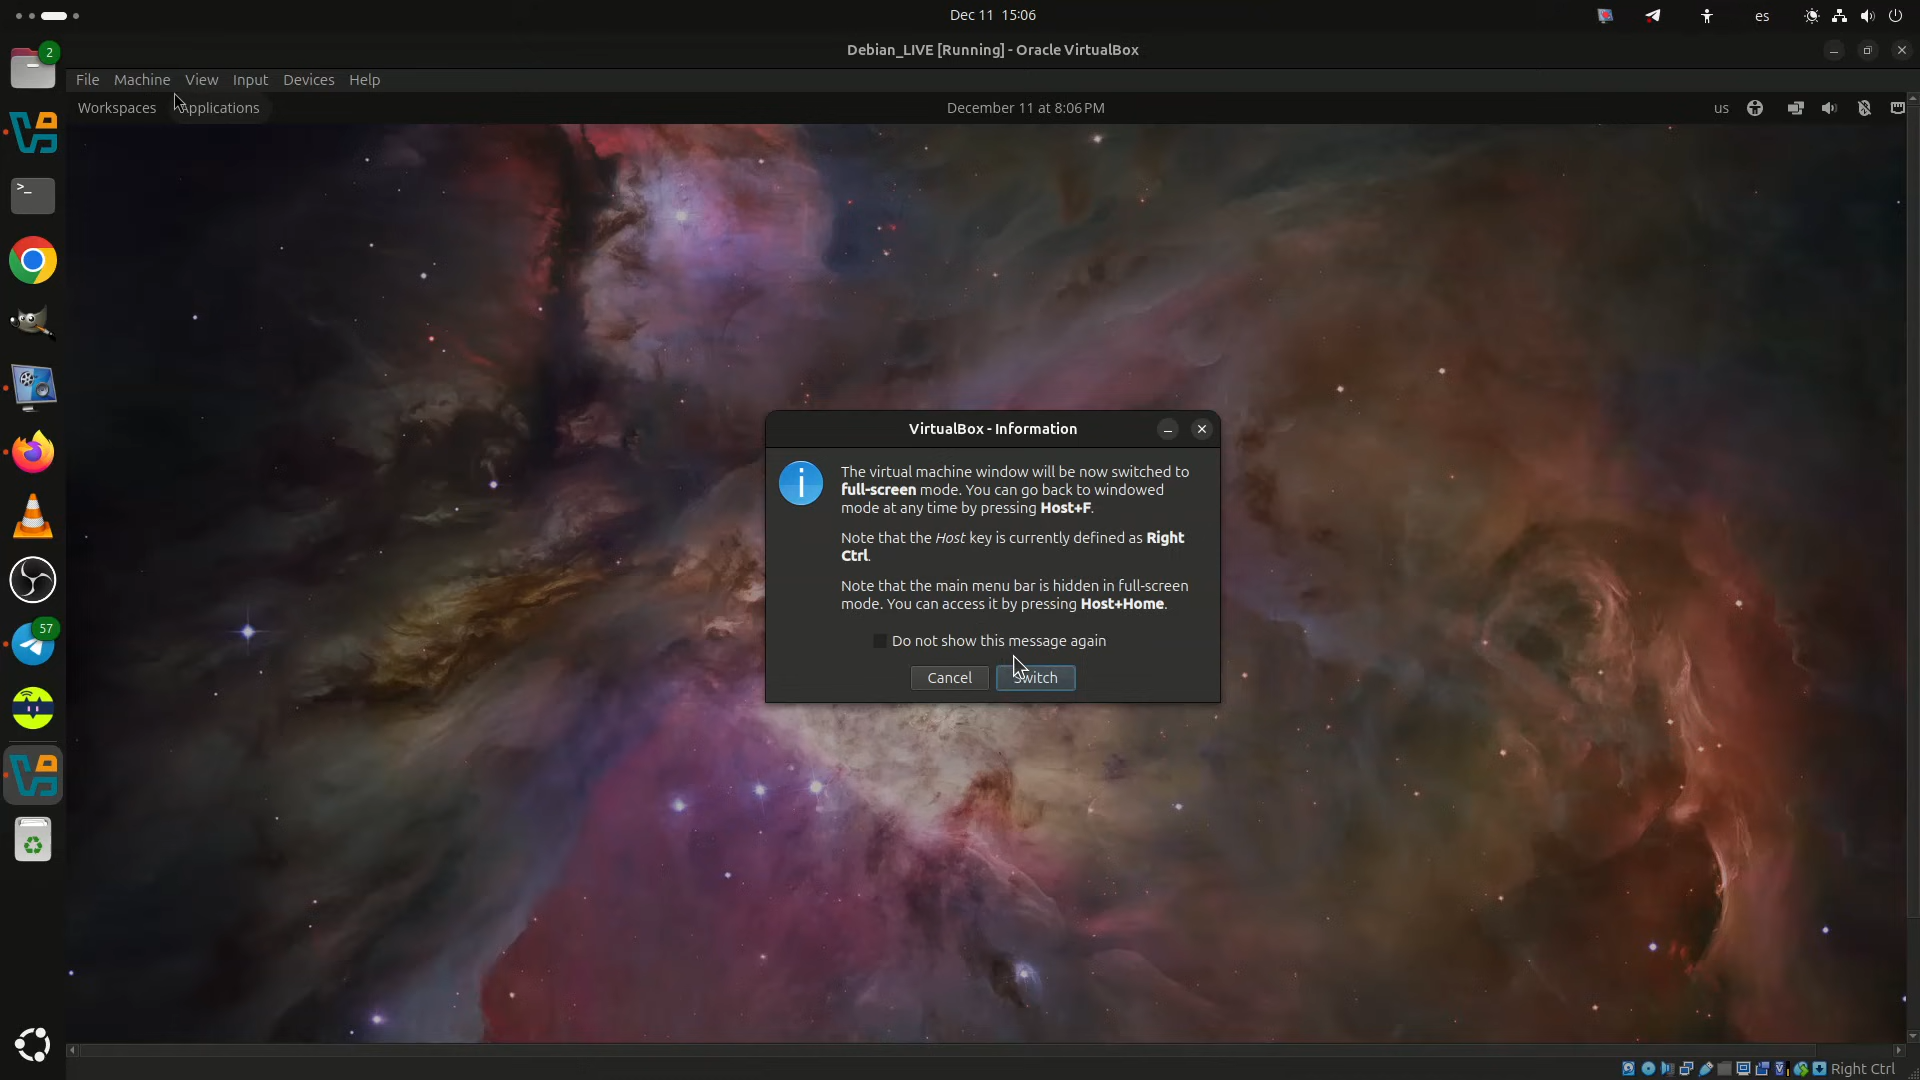 Dec 11 15:06
es
2
Debian_LIVE [Running] - Oracle VirtualBox
File Machine View Input Devices Help
Workspaces Applications
December 11 at 8:06 PM
us
>_
VirtualBox - Information
The virtual machine window will be now switched to
full-screen mode. You can go back to windowed
mode at any time by pressing Host+F.
Note that the Host key is currently defined as Right
Ctrl.
Note that the main menu bar is hidden in full-screen
mode. You can access it by pressing Host+Home.
Do not show this message again
Cancel
Switch
57
Right Ctrl